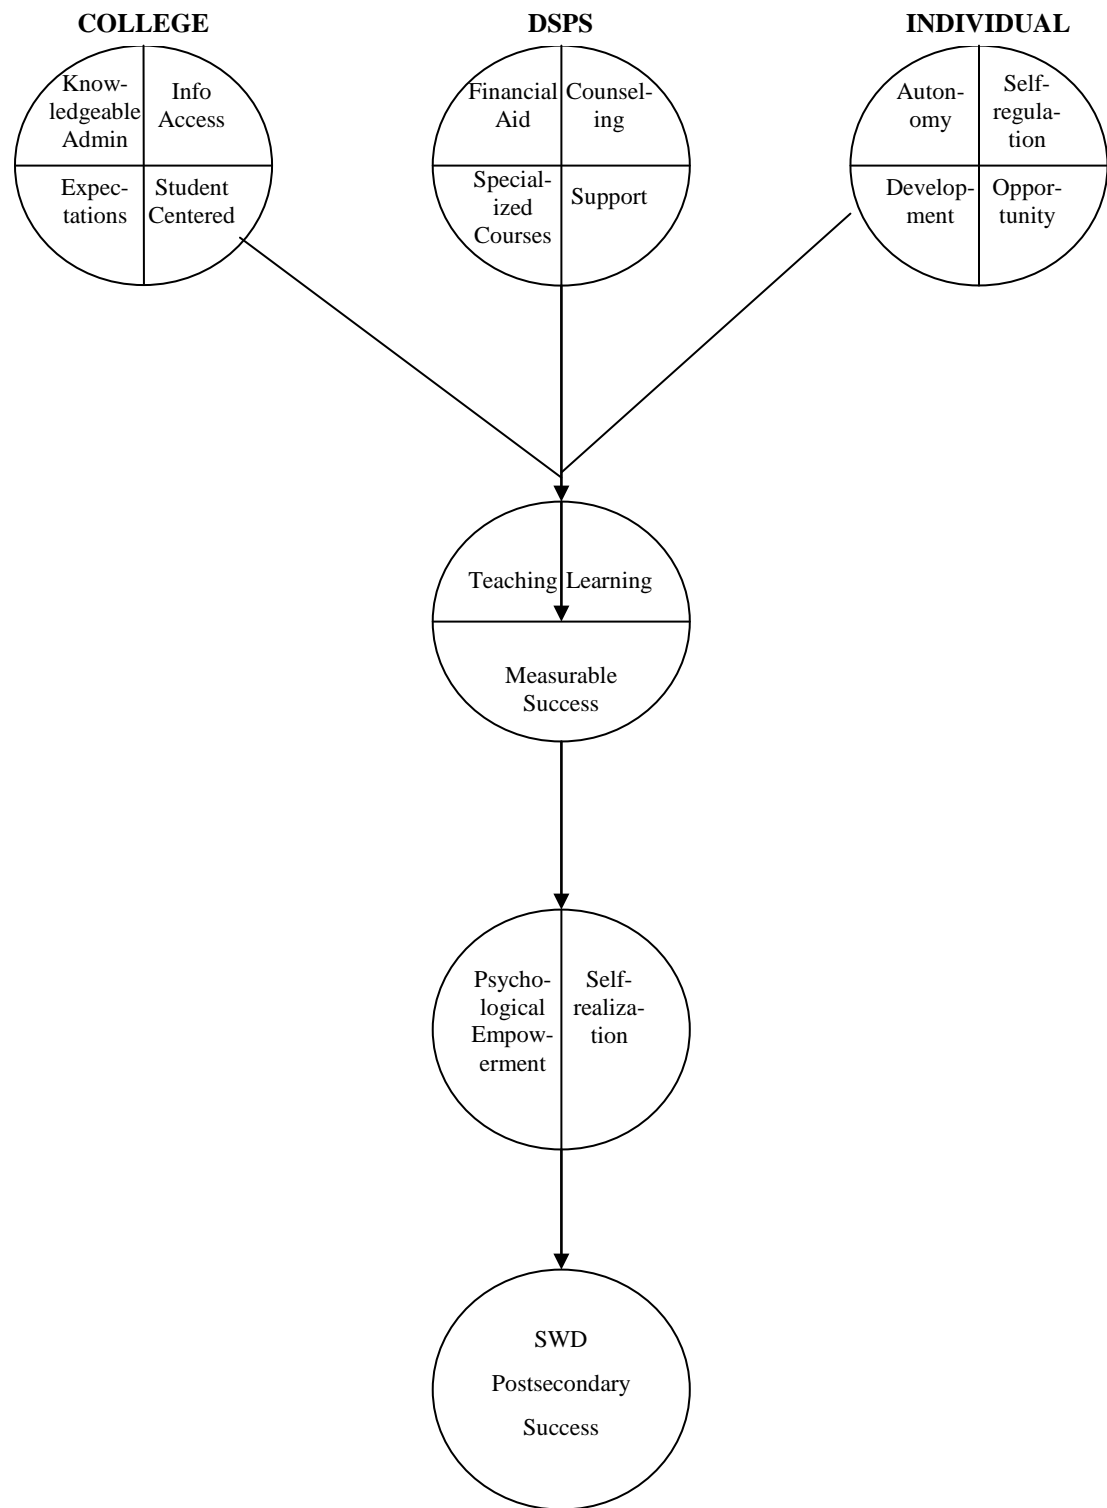 COLLEGE
DSPS
INDIVIDUAL
Know-
ledgeable
Admin
Info
Access
Expec-
tations
Student
Centered
Financial
Aid
Counsel-
ing
Special-
ized
Courses
Support
Auton-
omy
Self-
regula-
tion
Develop-
ment
Oppor-
tunity
Teaching
Learning
Measurable
Success
Psycho-
logical
Empow-
erment
Self-
realiza-
tion
SWD
Postsecondary
Success